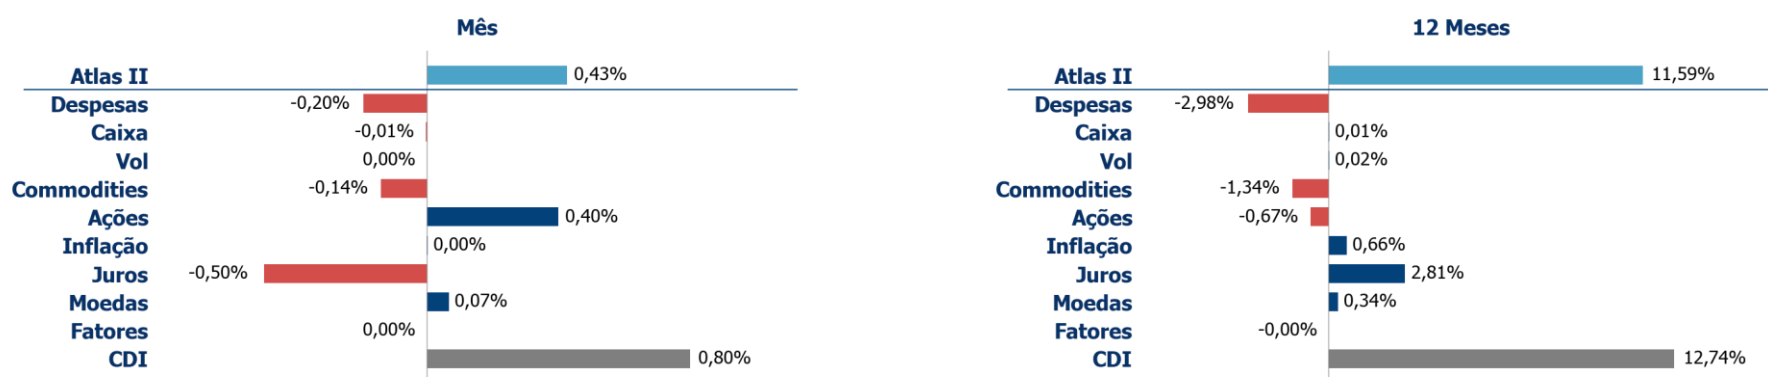 Mês
Atlas II 0,43%
Despesas -0,20%
Caixa -0,01%
Vol 0,00%
Commodities -0,14%
Ações 0,40%
Inflação 0,00%
Juros -0,50%
Moedas 0,07%
Fatores 0,00%
CDI 0,80%
12 Meses
Atlas II 11,59%
Despesas -2,98%
Caixa 0,01%
Vol 0,02%
Commodities -1,34%
Ações -0,67%
Inflação 0,66%
Juros 2,81%
Moedas 0,34%
Fatores -0,00%
CDI 12,74%